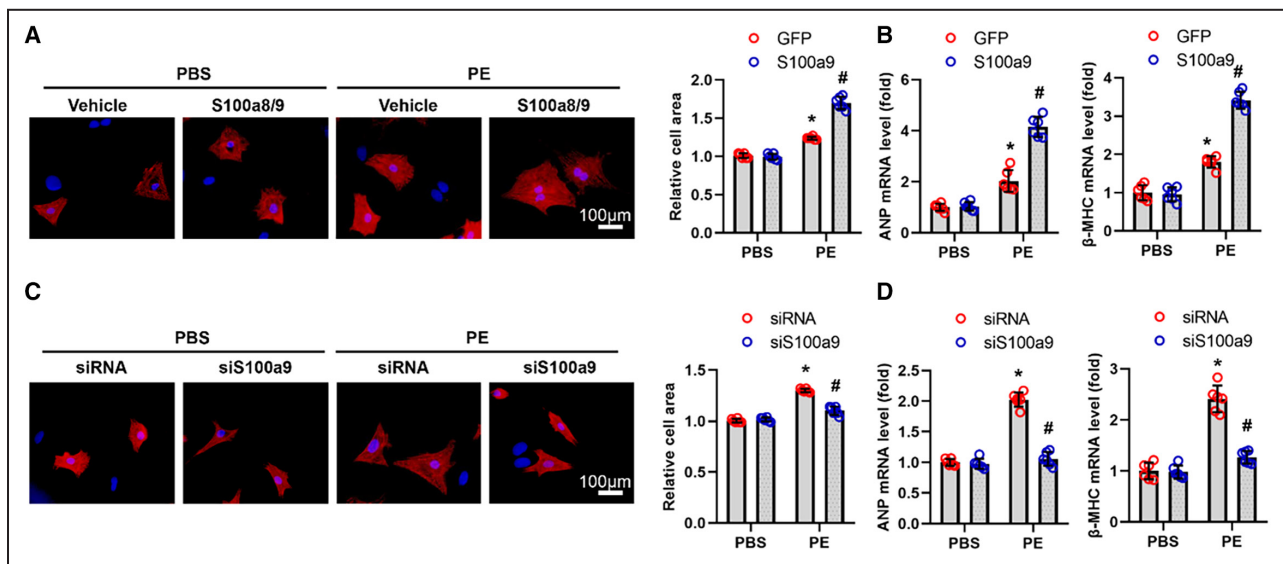 A
PBS
PE
Vehicle
S100a8/9
Vehicle
S100a8/9
100μm
GFP
S100a9
Relative cell area
2.0
1.5
1.0
0.5
0.0
*
#
PBS
PE
B
GFP
S100a9
ANP mRNA level (fold)
6
4
2
0
*
#
PBS
PE
GFP
S100a9
β-MHC mRNA level (fold)
4
3
2
1
0
*
#
PBS
PE
C
PBS
PE
siRNA
siS100a9
siRNA
siS100a9
100μm
siRNA
siS100a9
Relative cell area
1.5
1.0
0.5
0.0
*
#
PBS
PE
D
siRNA
siS100a9
ANP mRNA level (fold)
2.5
2.0
1.5
1.0
0.5
0.0
*
#
PBS
PE
siRNA
siS100a9
β-MHC mRNA level (fold)
3
2
1
0
*
#
PBS
PE